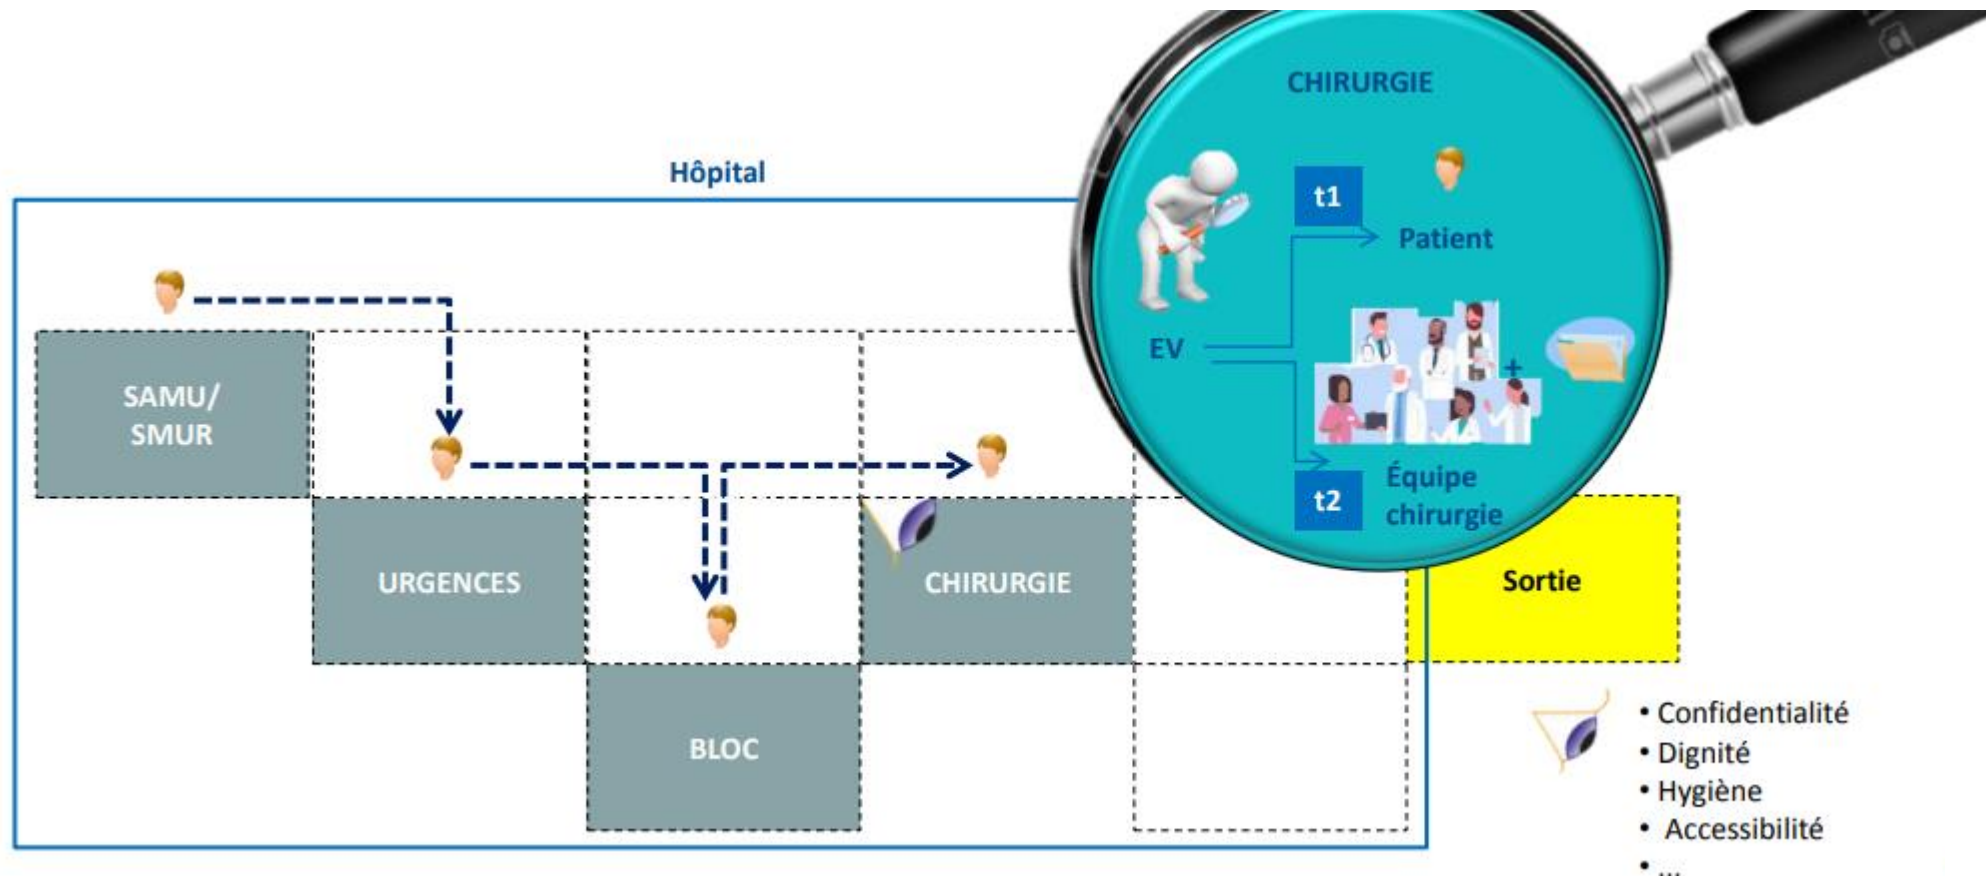 CHIRURGIE
Hôpital
t1
Patient
EV
+
Équipe
chirurgie
t2
SAMU/
SMUR
URGENCES
CHIRURGIE
Sortie
BLOC
• Confidentialité
• Dignité
• Hygiène
• Accessibilité
• ...